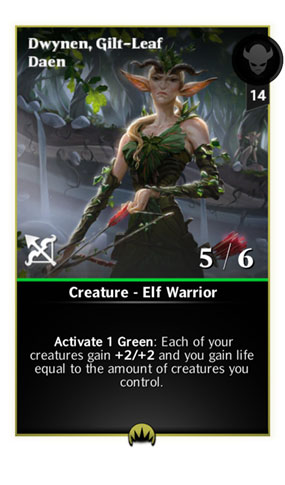 Dwynen, Gilt-Leaf
Daen
14
5 / 6
Creature - Elf Warrior
Activate 1 Green: Each of your
creatures gain +2/+2 and you gain life
equal to the amount of creatures you
control.